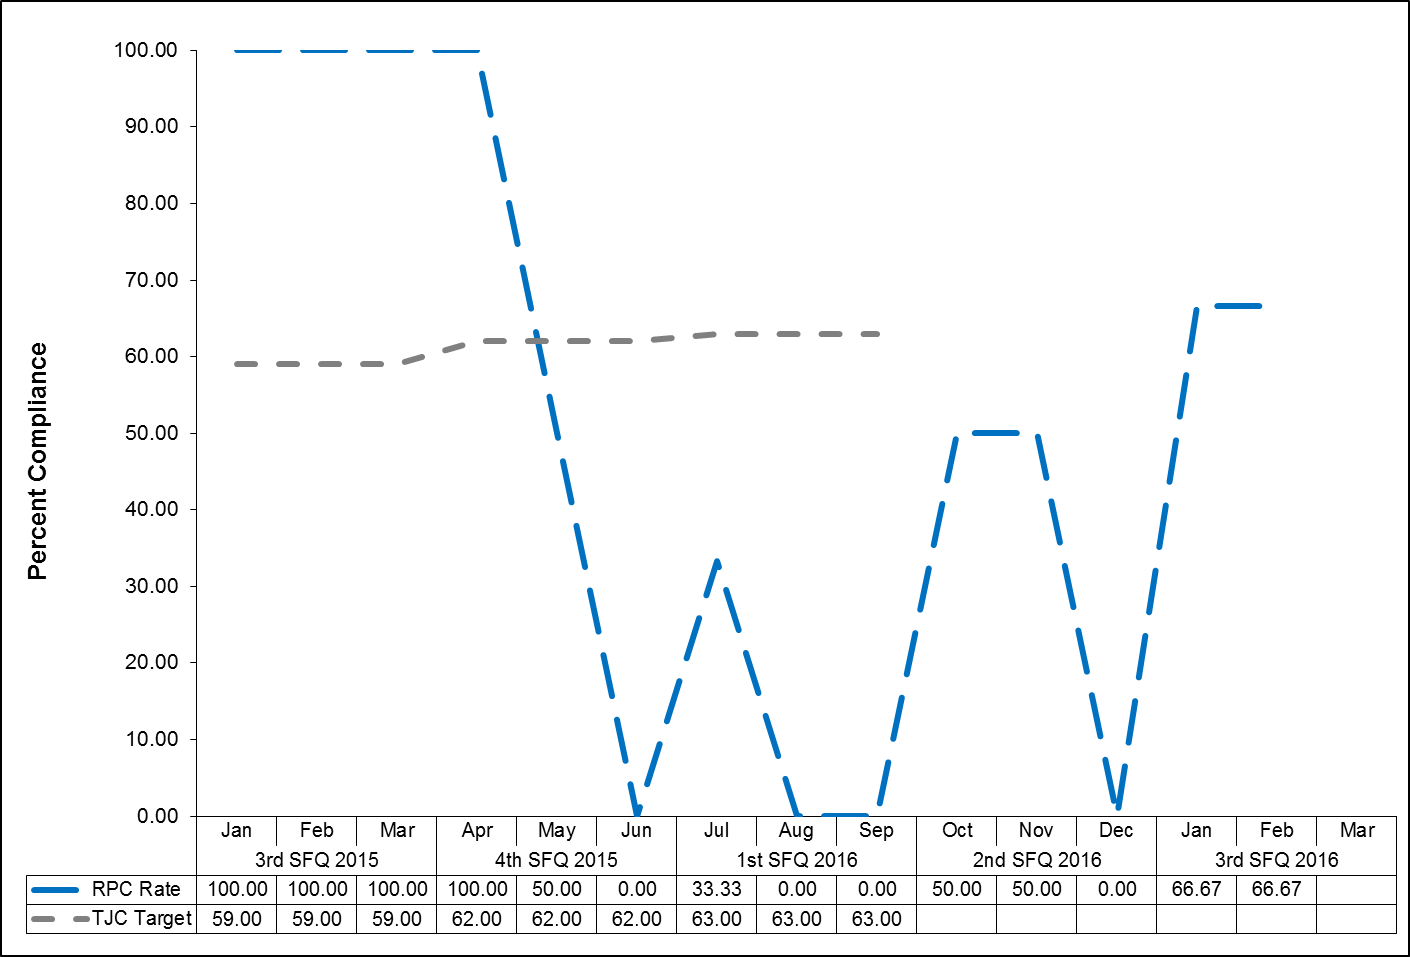 Percent Compliance
100.00
90.00
80.00
70.00
60.00
50.00
40.00
30.00
20.00
10.00
0.00
Jan Feb Mar Apr May Jun Jul Aug Sep Oct Nov Dec Jan Feb Mar
3rd SFQ 2015 4th SFQ 2015 1st SFQ 2016 2nd SFQ 2016 3rd SFQ 2016
RPC Rate 100.00 100.00 100.00 100.00 50.00 0.00 33.33 0.00 0.00 50.00 50.00 0.00 66.67 66.67
TJC Target 59.00 59.00 59.00 62.00 62.00 62.00 63.00 63.00 63.00